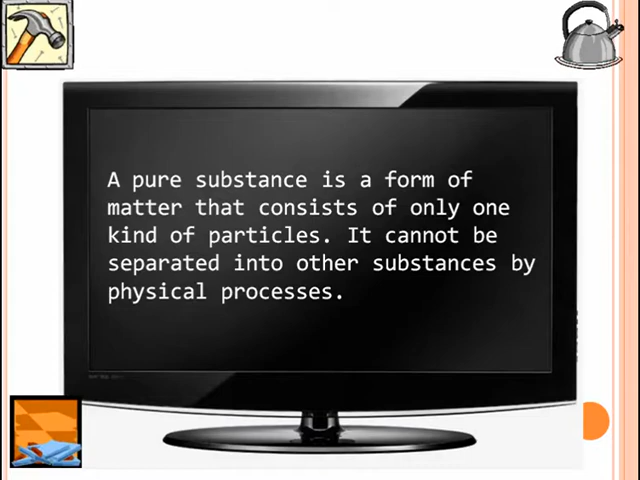 A pure substance is a form of
matter that consists of only one
kind of particles. It cannot be
separated into other substances by
physical processes.